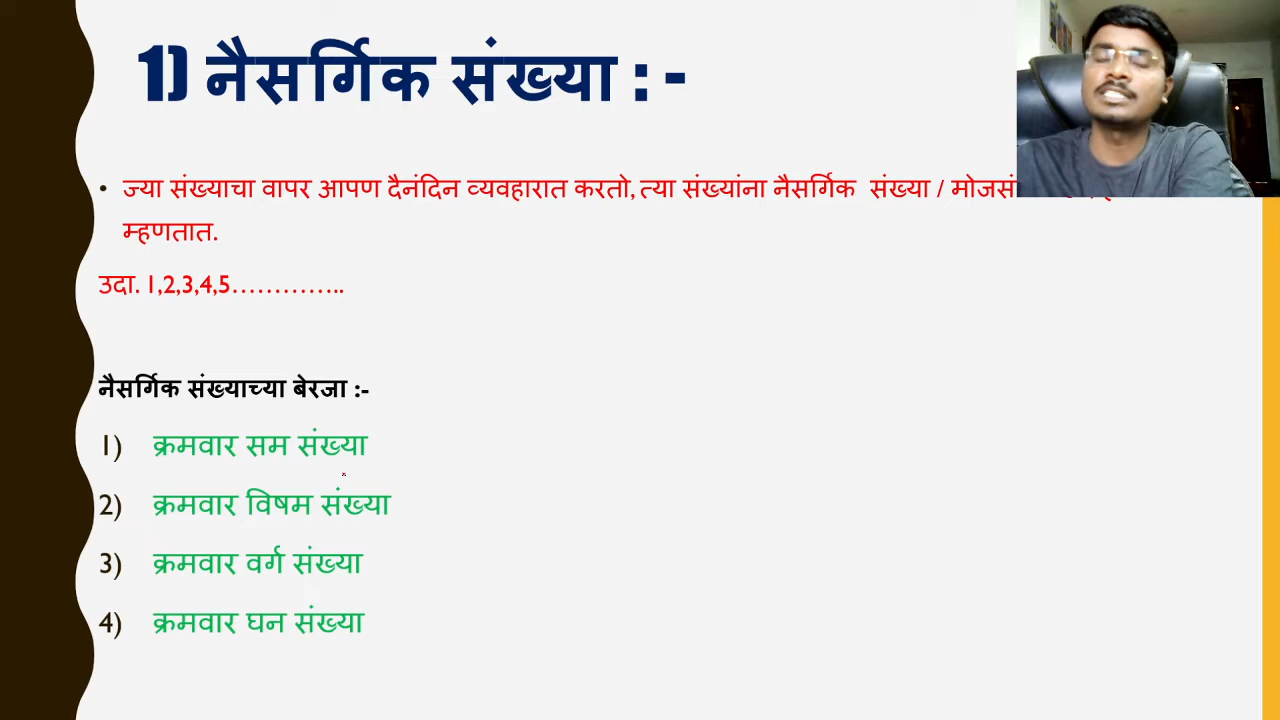 1) नैसर्गिक संख्या : -
• ज्या संख्याचा वापर आपण दैनंदिन व्यवहारात करतो, त्या संख्यांना नैसर्गिक संख्या /
म्हणतात.
उदा. 1,2,3,4,5…………..
नैसर्गिक संख्याच्या बेरजा :-
1) क्रमवार सम संख्या
2) क्रमवार विषम संख्या
3) क्रमवार वर्ग संख्या
4) क्रमवार घन संख्या